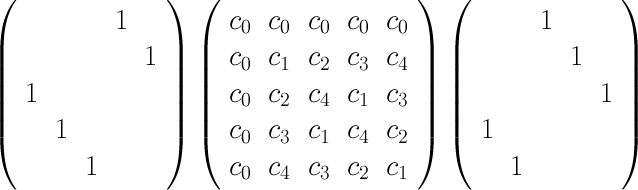 1 c₀ c₀ c₀ c₀ c₀ 1
1 c₀ c₁ c₂ c₃ c₄ 1
1 c₀ c₂ c₄ c₁ c₃ 1
1 c₀ c₃ c₁ c₄ c₂ 1
1 c₀ c₄ c₃ c₂ c₁ 1